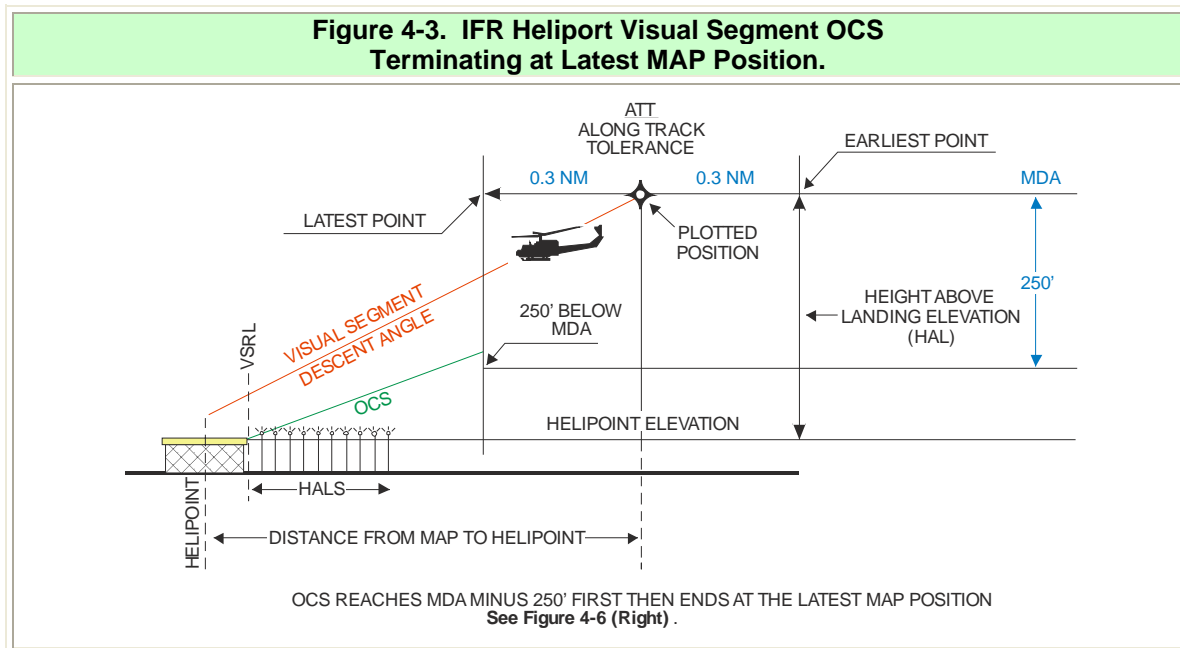 Figure 4-3. IFR Heliport Visual Segment OCS
Terminating at Latest MAP Position.
ATT
ALONG TRACK
TOLERANCE
EARLIEST POINT
0.3 NM
0.3 NM
MDA
LATEST POINT
PLOTTED
POSITION
250’
250’ BELOW
MDA
HEIGHT ABOVE
LANDING ELEVATION
(HAL)
VISUAL SEGMENT
DESCENT ANGLE
VSRL
OCS
HELIPOINT ELEVATION
HALS
HELIPOINT
DISTANCE FROM MAP TO HELIPOINT
OCS REACHES MDA MINUS 250’ FIRST THEN ENDS AT THE LATEST MAP POSITION
See Figure 4-6 (Right) .